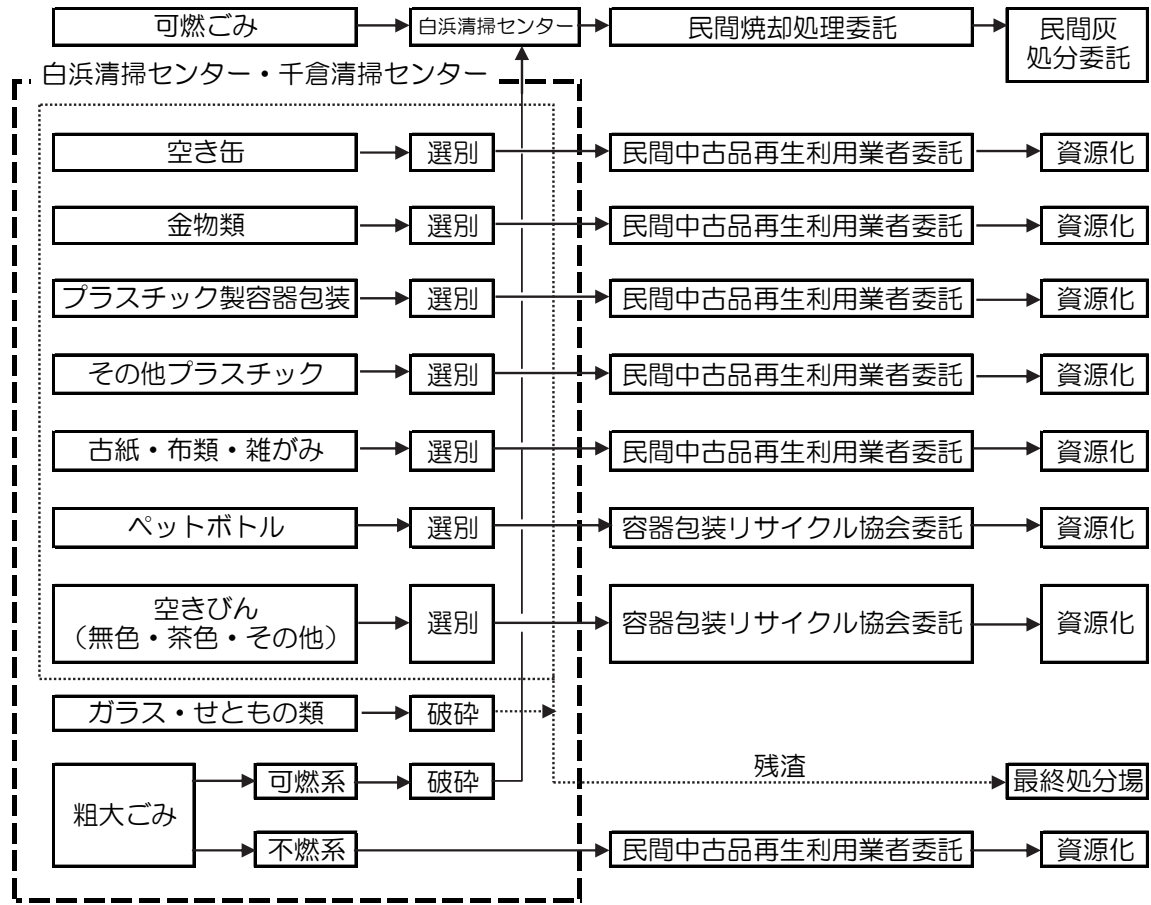 可燃ごみ
白浜清掃センター
民間焼却処理委託
民間灰
処分委託
白浜清掃センター・千倉清掃センター
空き缶
選別
民間中古品再生利用業者委託
資源化
金物類
選別
民間中古品再生利用業者委託
資源化
プラスチック製容器包装
選別
民間中古品再生利用業者委託
資源化
その他プラスチック
選別
民間中古品再生利用業者委託
資源化
古紙・布類・雑がみ
選別
民間中古品再生利用業者委託
資源化
ペットボトル
選別
容器包装リサイクル協会委託
資源化
空きびん
（無色・茶色・その他）
選別
容器包装リサイクル協会委託
資源化
ガラス・せともの類
破砕
粗大ごみ
可燃系
破砕
残渣
最終処分場
不燃系
民間中古品再生利用業者委託
資源化